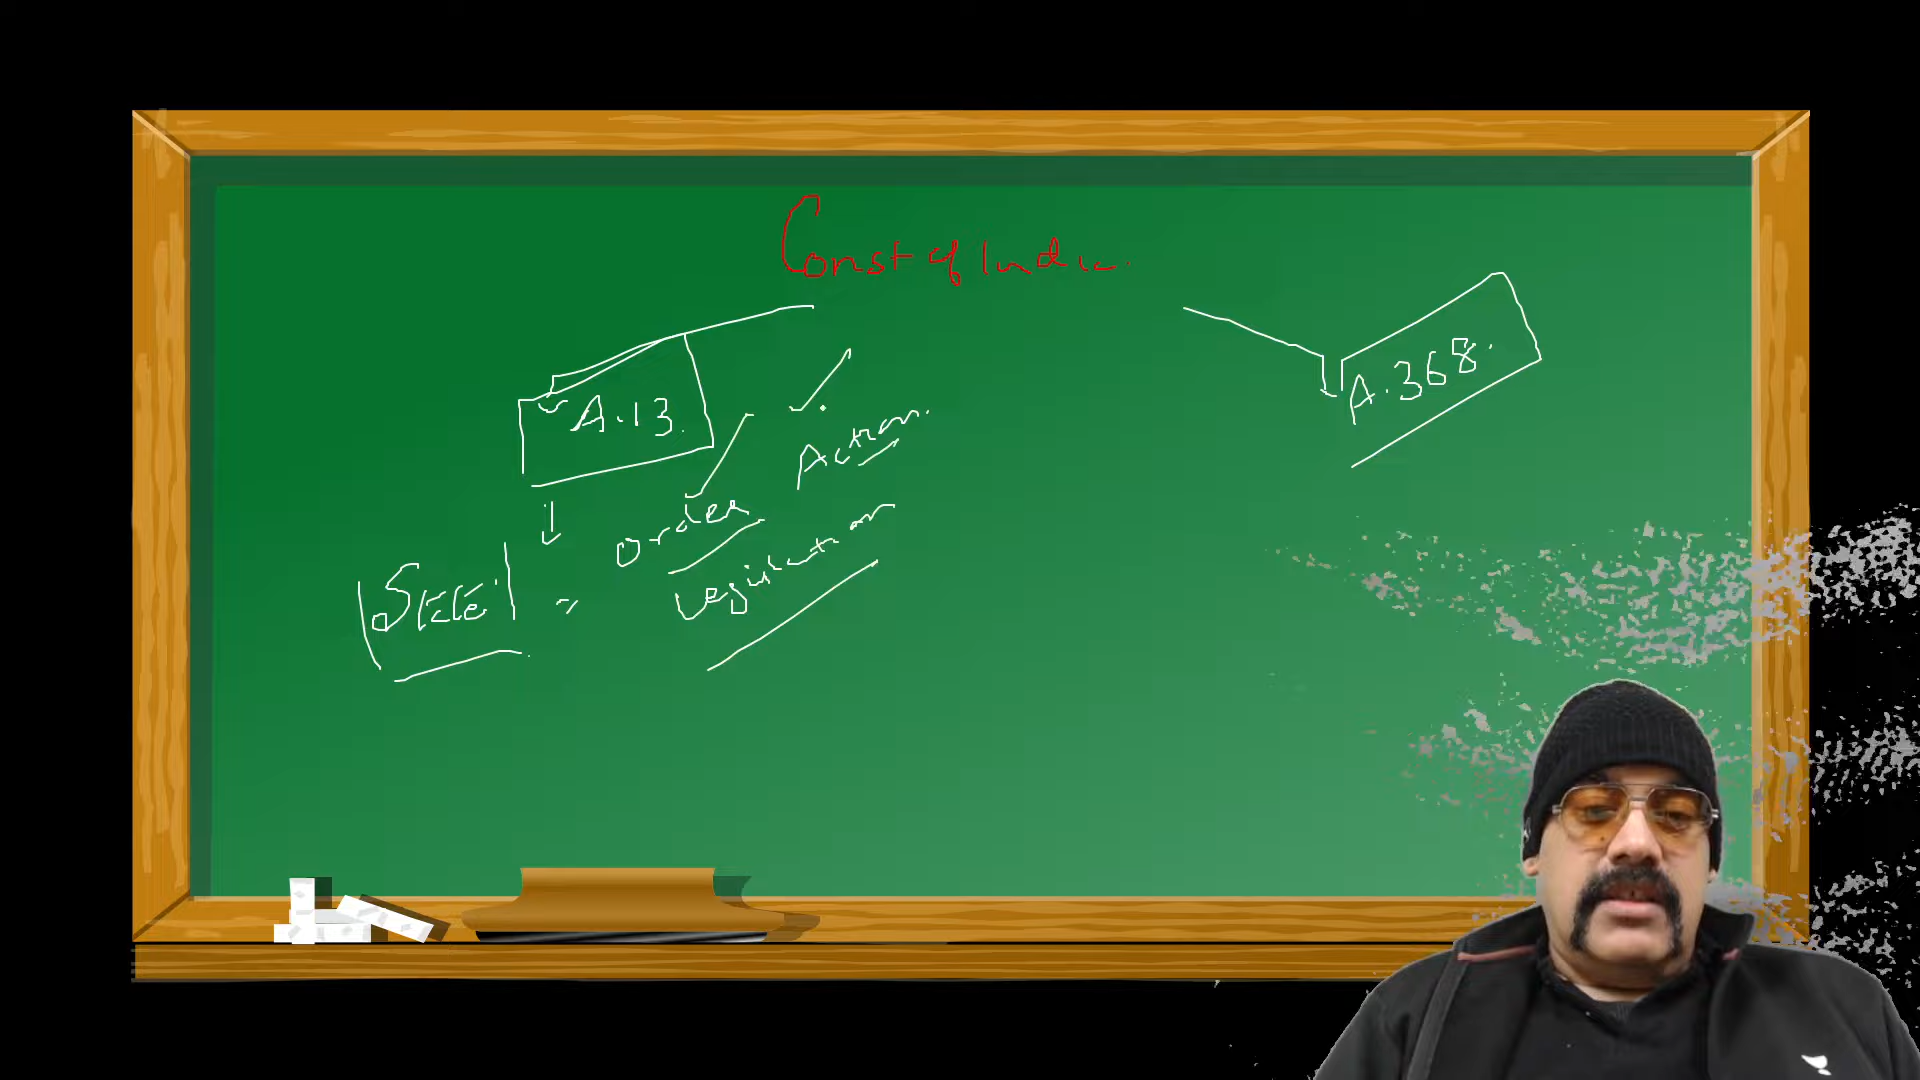 Const of India.
A.13.
A.368.
Action.
Order
Legislation
State